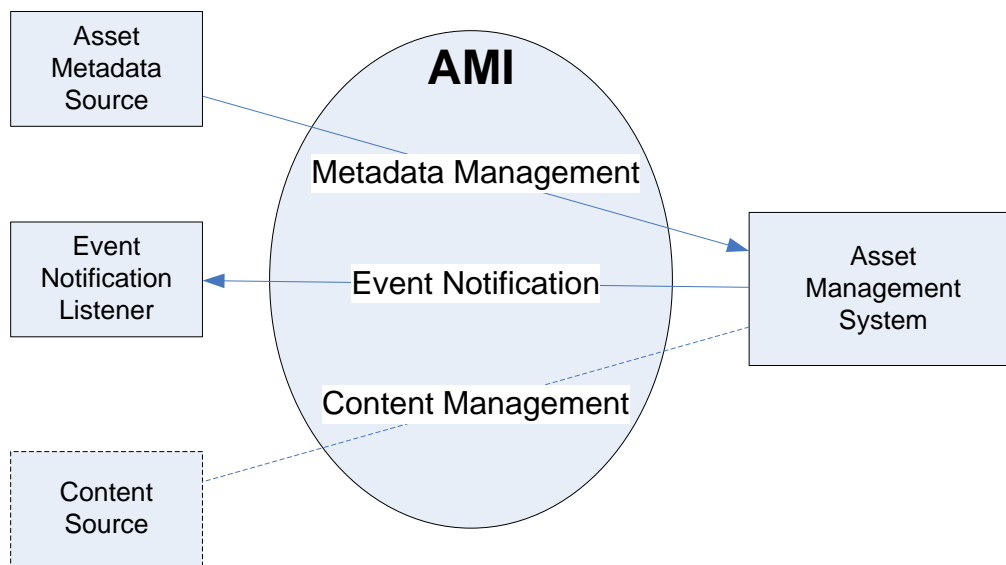 Asset
Metadata
Source
AMI
Metadata Management
Event
Notification
Listener
Event Notification
Asset
Management
System
Content Management
Content
Source